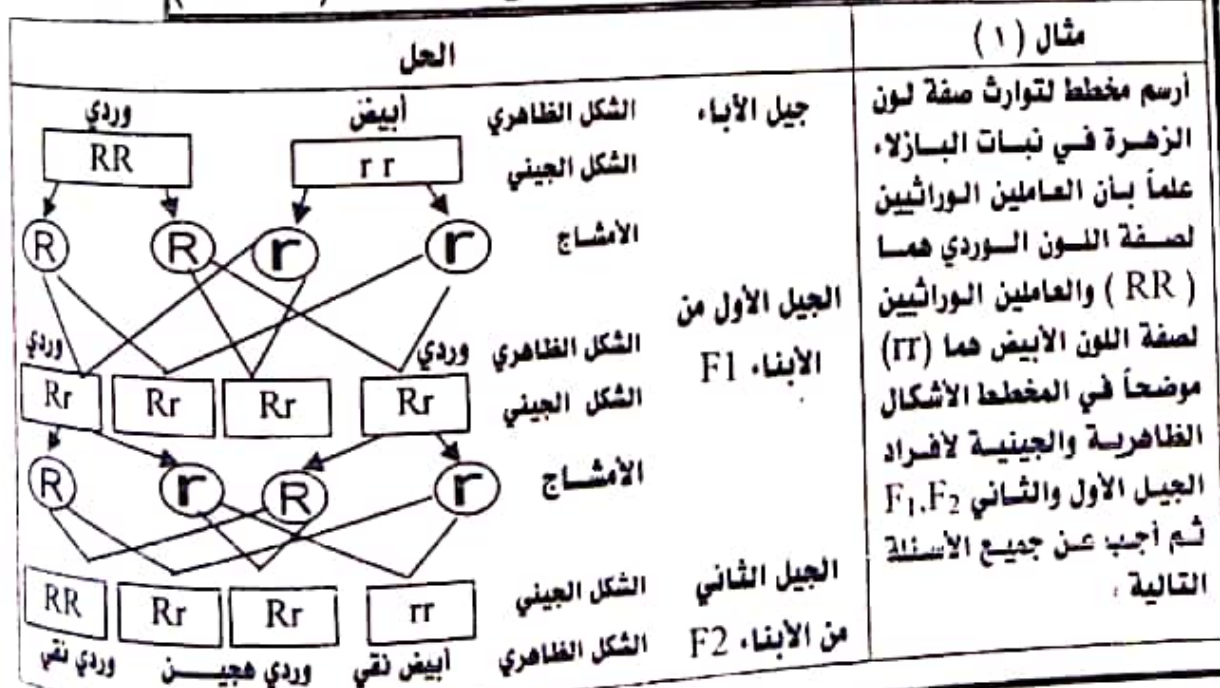 مثال ( ١ )
أرسم مخطط لتوارث صفة لون
الزهرة في نبات البازلاء
علماً بأن العاملين الوراثيين
لصفة اللون الوردي هما
( RR ) والعاملين الوراثيين
لصفة اللون الأبيض هما (rr)
موضحاً في المخطط الأشكال
الظاهرية والجينية لأفراد
الجيل الأول والثاني F1,F2
ثم أجب عن جميع الأسئلة
التالية :
الحل
جيل الأباء الشكل الظاهري أبيض وردي
الشكل الجيني r r RR
الأمشاج r r R R
الجيل الأول من
الأبناء F1
الشكل الظاهري وردي وردي
الشكل الجيني Rr Rr Rr Rr
الأمشاج r R r R
الجيل الثاني
من الأبناء F2
الشكل الجيني rr Rr Rr RR
الشكل الظاهري أبيض نقي وردي هجين وردي نقي